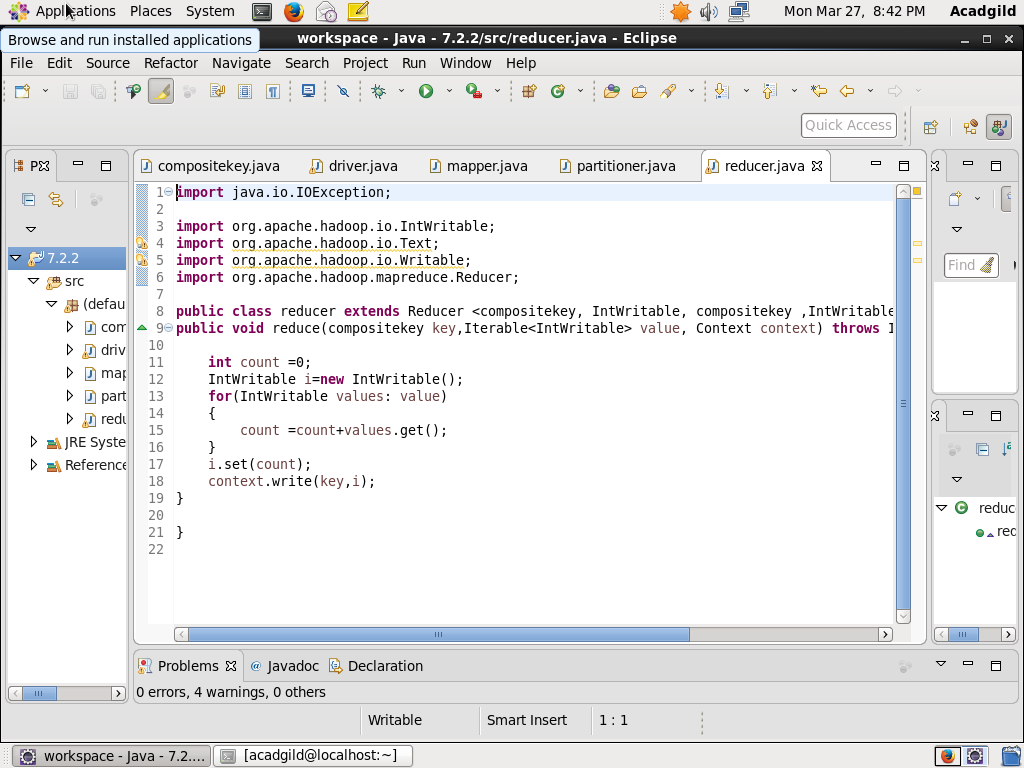 Applications Places System Mon Mar 27, 8:42 PM Acadgild
Browse and run installed applications
workspace - Java - 7.2.2/src/reducer.java - Eclipse
File Edit Source Refactor Navigate Search Project Run Window Help
Quick Access
P compositekey.java driver.java mapper.java partitioner.java reducer.java
7.2.2
src
(defau
com
driv
map
part
redu
JRE Syste
Reference
1 import java.io.IOException;
2
3 import org.apache.hadoop.io.IntWritable;
4 import org.apache.hadoop.io.Text;
5 import org.apache.hadoop.io.Writable;
6 import org.apache.hadoop.mapreduce.Reducer;
7
8 public class reducer extends Reducer <compositekey, IntWritable, compositekey ,IntWritable
9 public void reduce(compositekey key,Iterable<IntWritable> value, Context context) throws I
10
11 int count =0;
12 IntWritable i=new IntWritable();
13 for(IntWritable values: value)
14 {
15 count =count+values.get();
16 }
17 i.set(count);
18 context.write(key,i);
19 }
20
21 }
22
Find
reduc
red
Problems @ Javadoc Declaration
0 errors, 4 warnings, 0 others
Writable Smart Insert 1 : 1
workspace - Java - 7.2.... [acadgild@localhost:~]